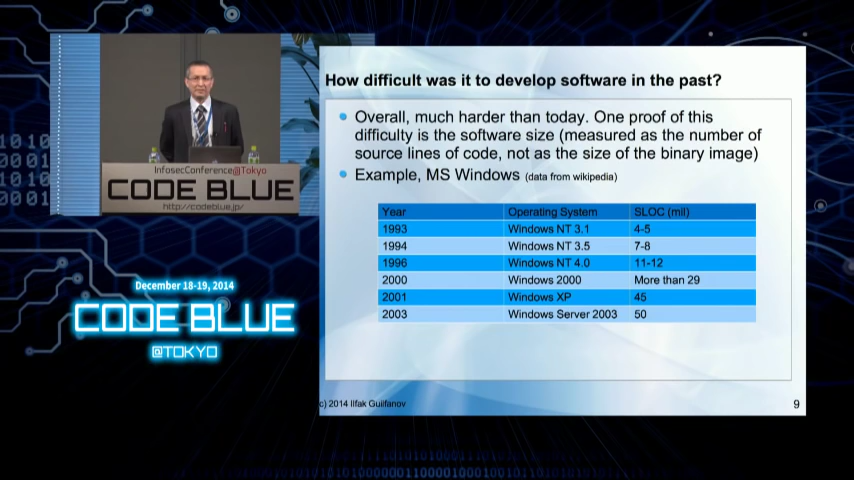 How difficult was it to develop software in the past?
Overall, much harder than today. One proof of this
difficulty is the software size (measured as the number of
source lines of code, not as the size of the binary image)
Example, MS Windows (data from wikipedia)
Year Operating System SLOC (mil)
1993 Windows NT 3.1 4-5
1994 Windows NT 3.5 7-8
1996 Windows NT 4.0 11-12
2000 Windows 2000 More than 29
2001 Windows XP 45
2003 Windows Server 2003 50
c) 2014 Ilfak Guilfanov
9
InfosecConference@Tokyo
CODE BLUE
http://codeblue.jp/
December 18-19, 2014
CODE BLUE
@TOKYO